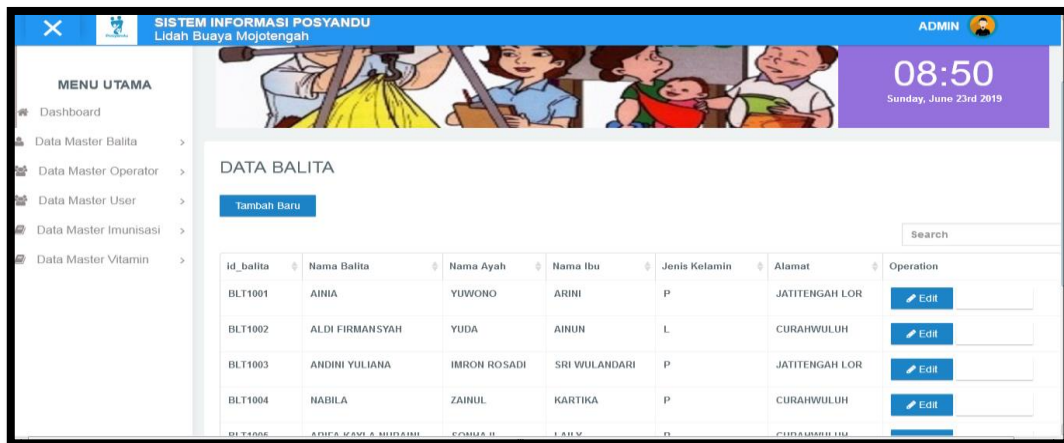 SISTEM INFORMASI POSYANDU
Lidah Buaya Mojotengah
ADMIN
MENU UTAMA
Dashboard
Data Master Balita
Data Master Operator
Data Master User
Data Master Imunisasi
Data Master Vitamin
08:50
Sunday, June 23rd 2019
DATA BALITA
Tambah Baru
Search
id_balita Nama Balita Nama Ayah Nama Ibu Jenis Kelamin Alamat Operation
BLT1001 AINIA YUWONO ARINI P JATITENGAH LOR Edit
BLT1002 ALDI FIRMANSYAH YUDA AINUN L CURAHWULUH Edit
BLT1003 ANDINI YULIANA IMRON ROSADI SRI WULANDARI P JATITENGAH LOR Edit
BLT1004 NABILA ZAINUL KARTIKA P CURAHWULUH Edit
BLT1005 LAILY P CURAHWULUH